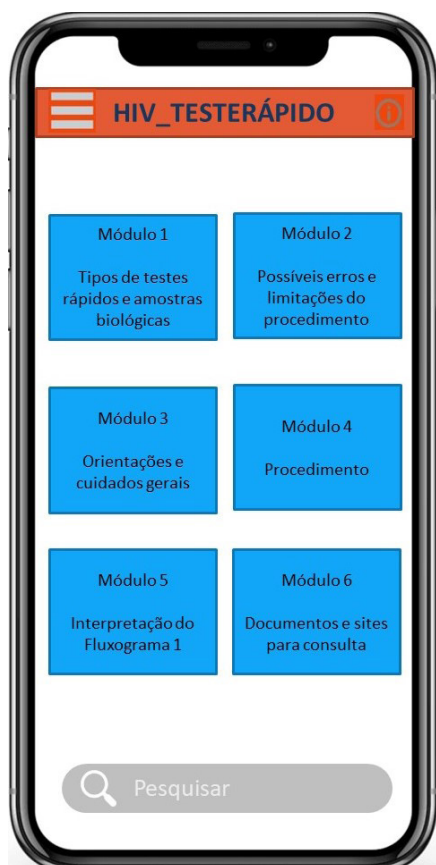 HIV_TESTERÁPIDO
Módulo 1
Tipos de testes
rápidos e amostras
biológicas
Módulo 2
Possíveis erros e
limitações do
procedimento
Módulo 3
Orientações e
cuidados gerais
Módulo 4
Procedimento
Módulo 5
Interpretação do
Fluxograma 1
Módulo 6
Documentos e sites
para consulta
Pesquisar